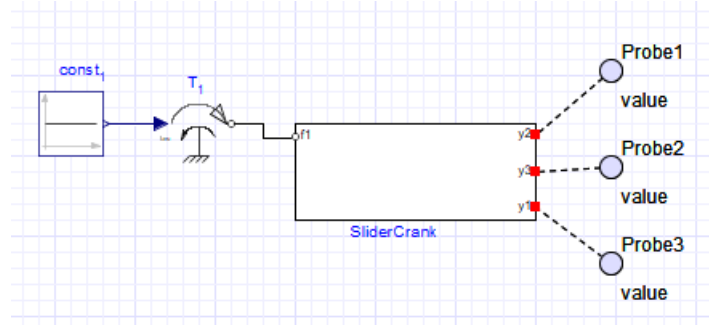 const1
T1
f1
y2
y3
y1
SliderCrank
Probe1
value
Probe2
value
Probe3
value